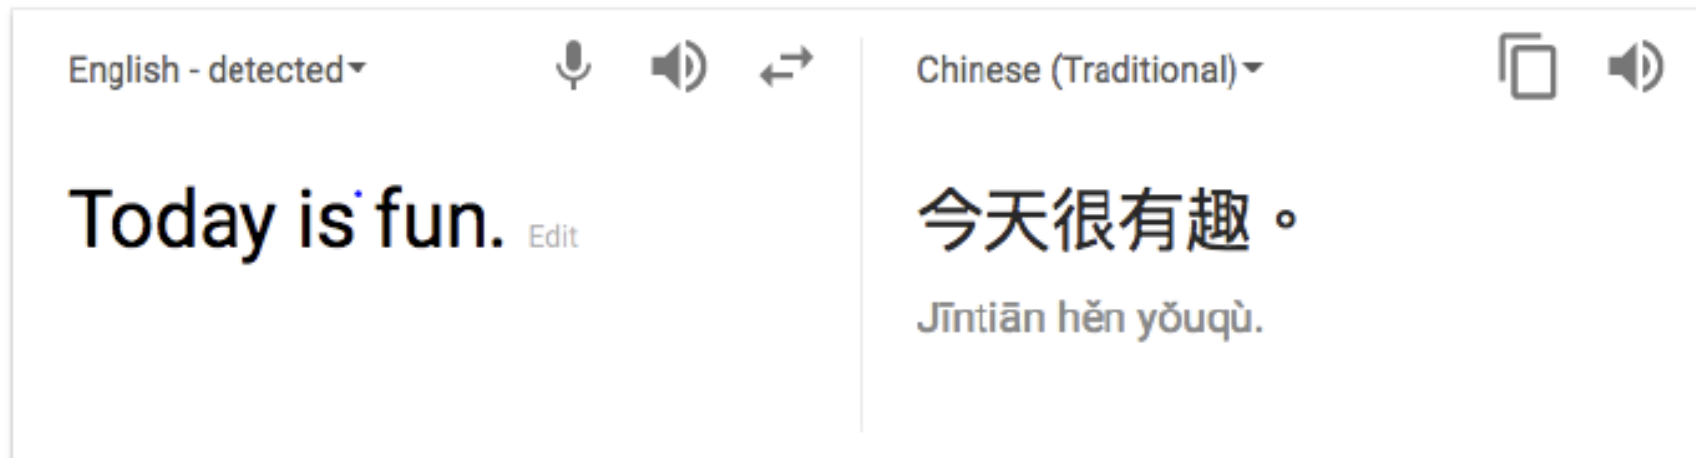 English - detected
Chinese (Traditional)
Today is fun. Edit
今天很有趣。
Jīntiān hěn yǒuqù.